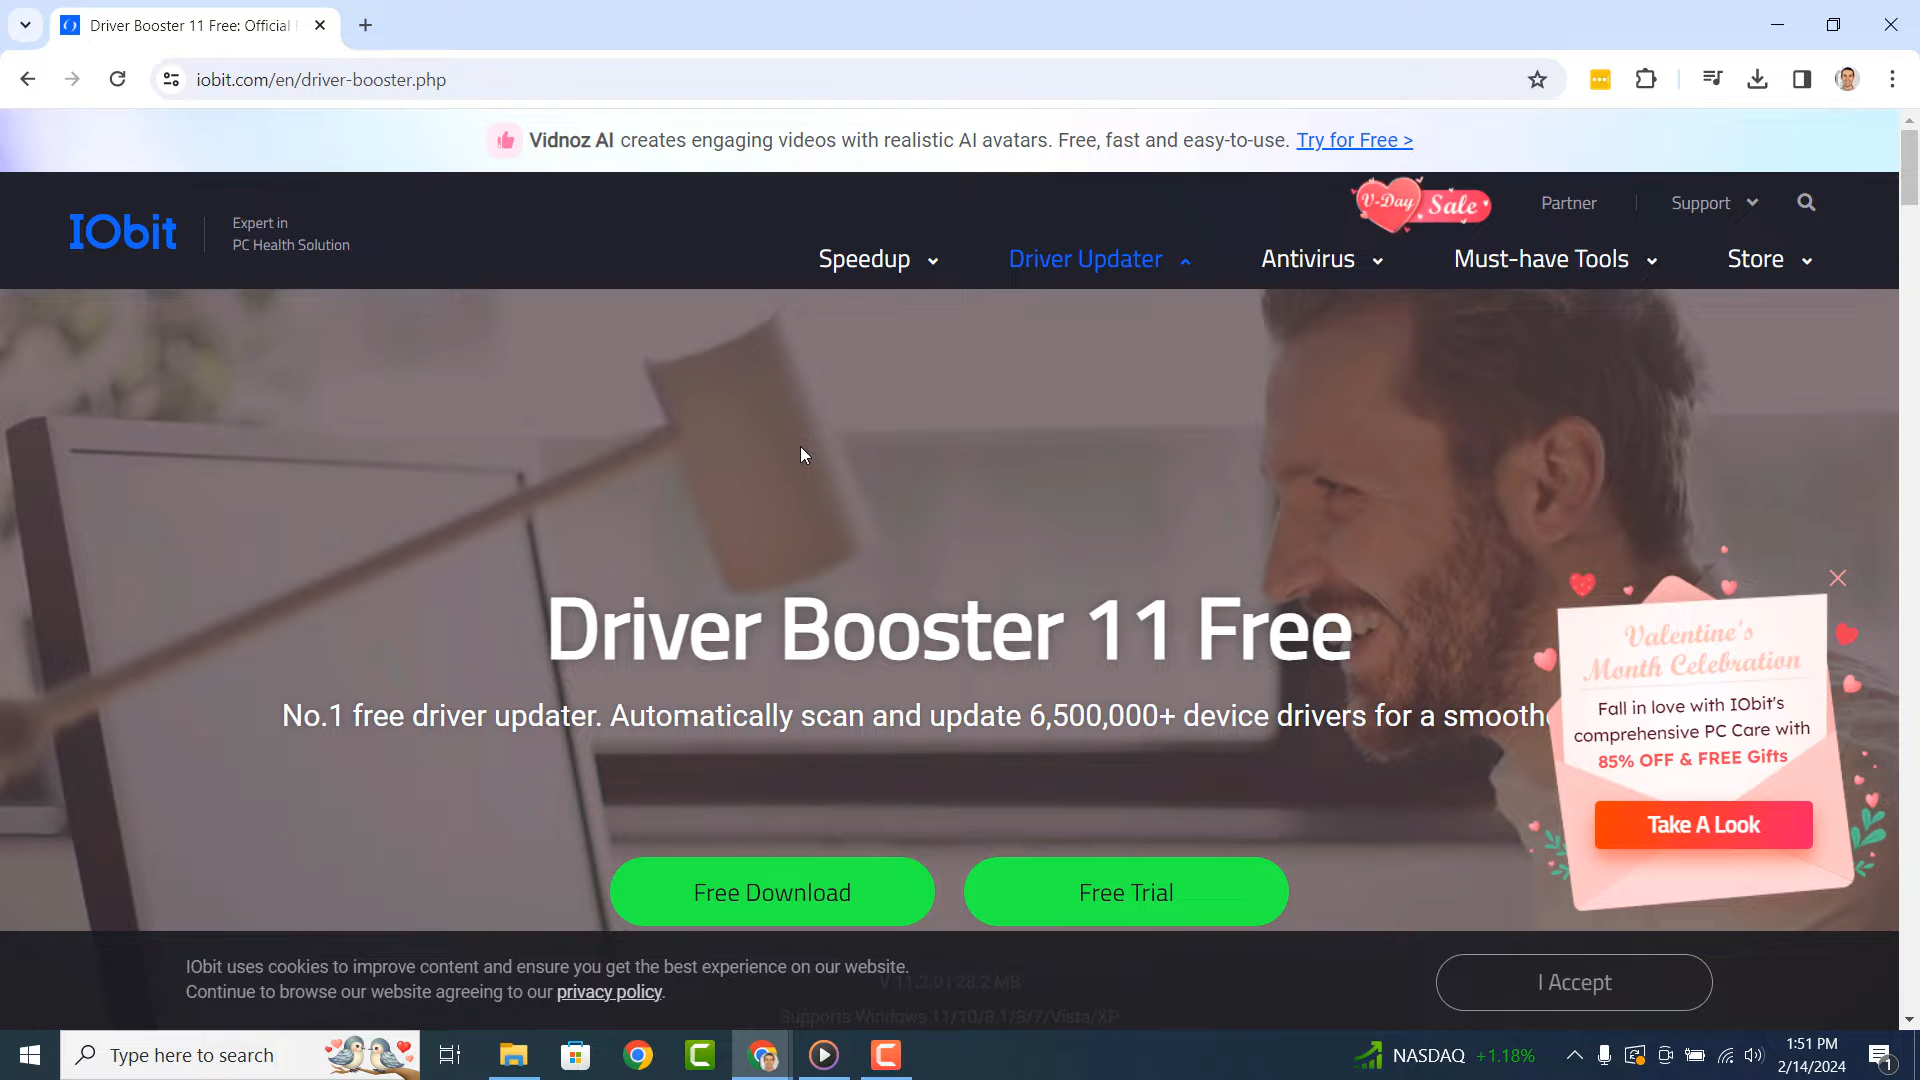 Driver Booster 11 Free: Official
iobit.com/en/driver-booster.php
Vidnoz AI creates engaging videos with realistic AI avatars. Free, fast and easy-to-use. Try for Free >
V-Day Sale
Partner
Support
IObit
Expert in
PC Health Solution
Speedup
Driver Updater
Antivirus
Must-have Tools
Store
Driver Booster 11 Free
No.1 free driver updater. Automatically scan and update 6,500,000+ device drivers for a smooth
Valentine's
Month Celebration
Fall in love with IObit's
comprehensive PC Care with
85% OFF & FREE Gifts
Take A Look
Free Download
Free Trial
IObit uses cookies to improve content and ensure you get the best experience on our website.
Continue to browse our website agreeing to our privacy policy.
I Accept
V 11.2.0 | 28.2 MB
Supports Windows 11/10/8.1/8/7/Vista/XP
Type here to search
NASDAQ +1.18%
1:51 PM
2/14/2024
1